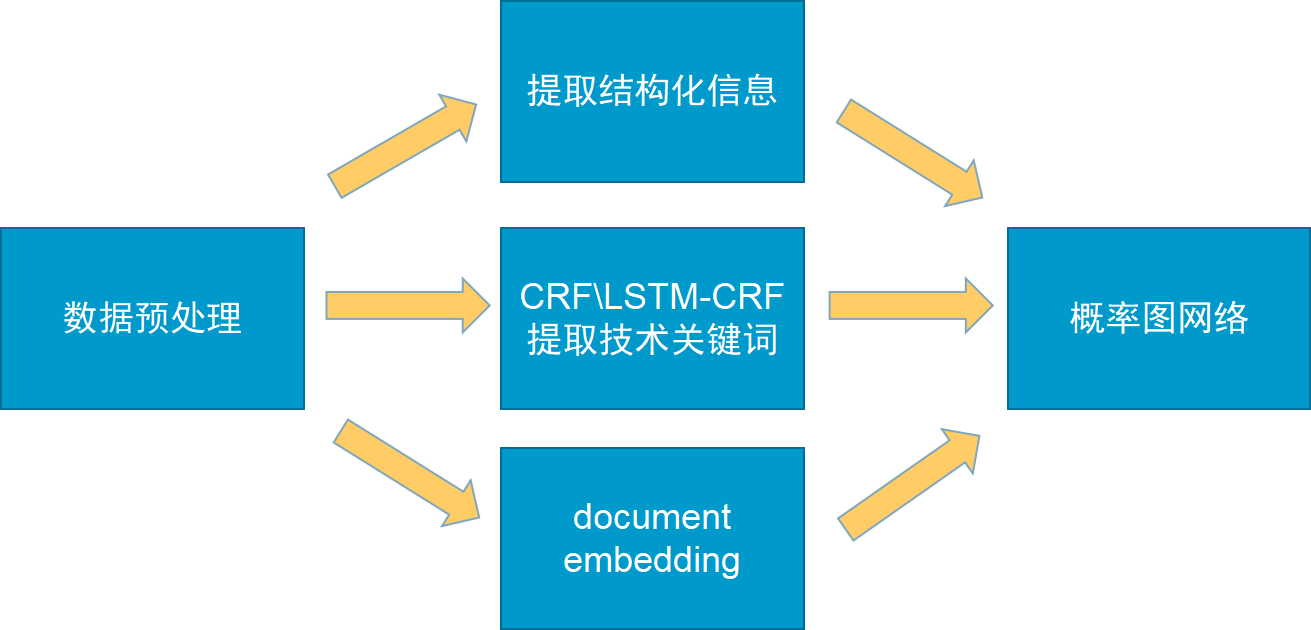 提取结构化信息
数据预处理
CRF\LSTM-CRF
提取技术关键词
概率图网络
document
embedding